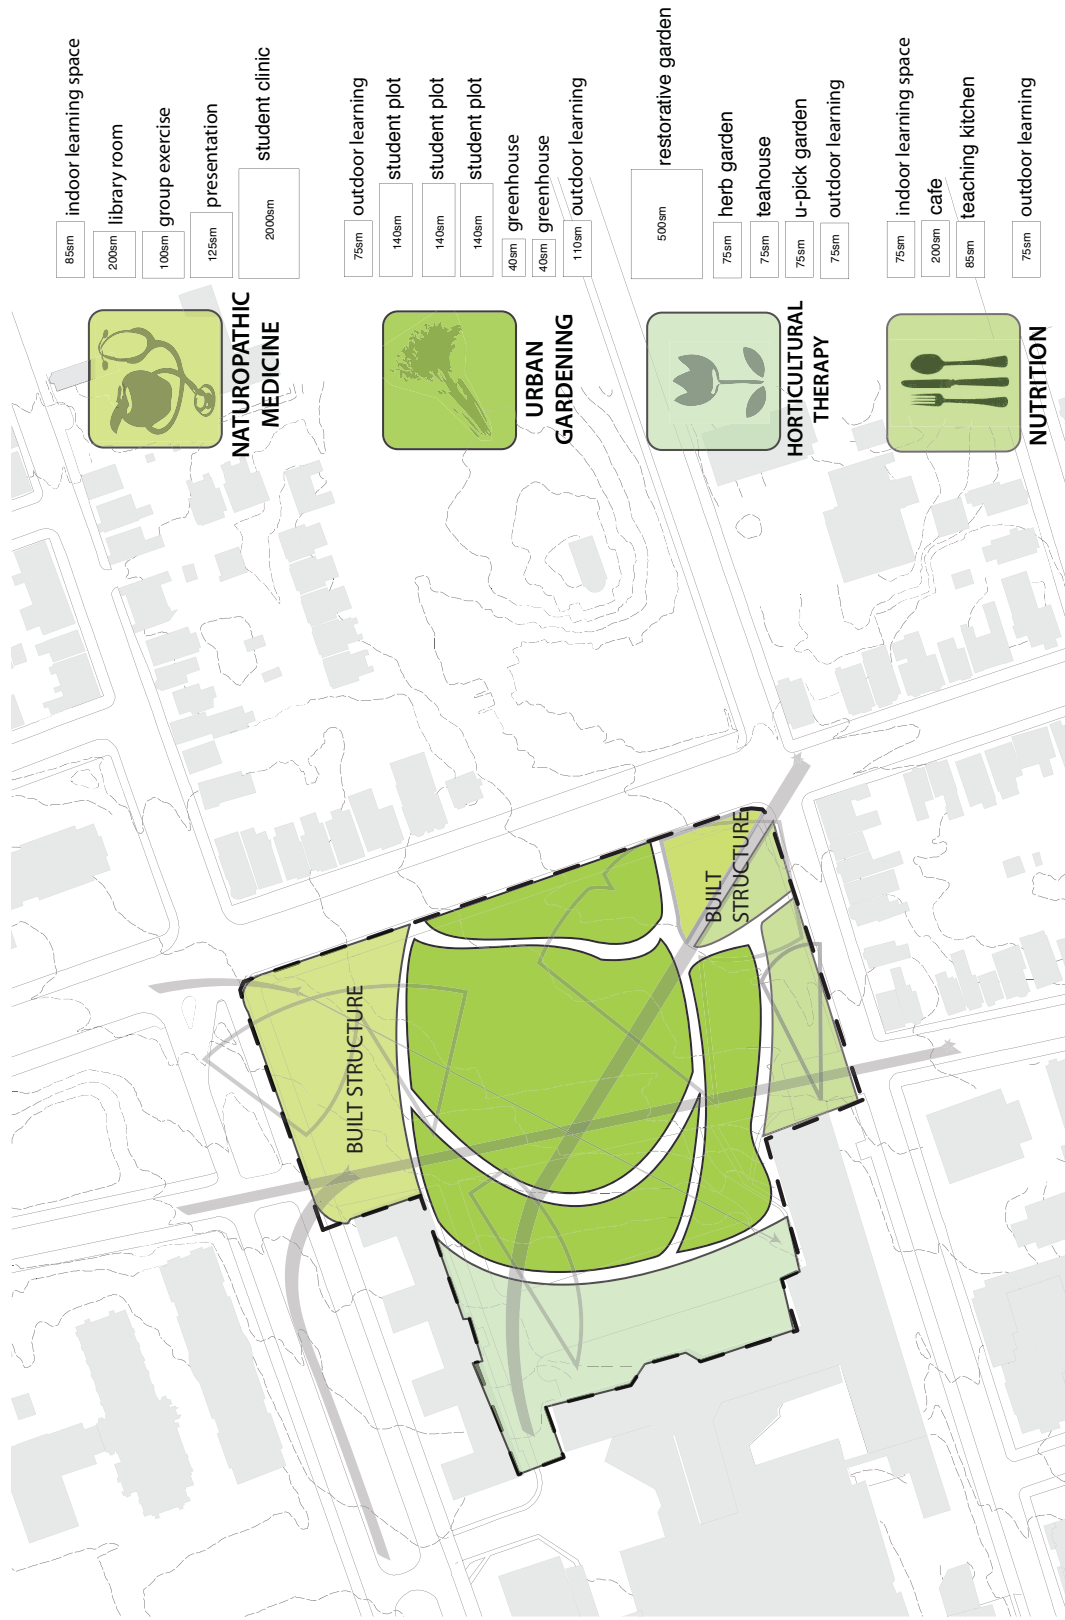 85sm indoor learning space
200sm library room
100sm group exercise
125sm presentation
2000sm student clinic
NATUROPATHIC
MEDICINE
75sm outdoor learning
140sm student plot
140sm student plot
140sm student plot
40sm greenhouse
40sm greenhouse
110sm outdoor learning
URBAN
GARDENING
500sm restorative garden
75sm herb garden
75sm teahouse
75sm u-pick garden
75sm outdoor learning
HORTICULTURAL
THERAPY
75sm indoor learning space
200sm cafe
85sm teaching kitchen
75sm outdoor learning
NUTRITION
BUILT STRUCTURE
BUILT
STRUCTURE